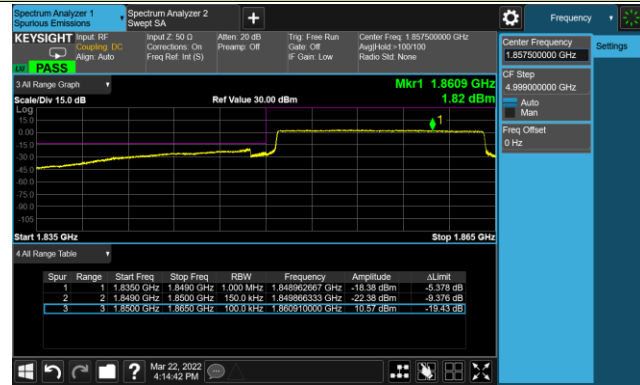 Spectrum Analyzer 1
Spurious Emissions
Spectrum Analyzer 2
Swept SA
+
Frequency
KEYSIGHT
Input: RF
Coupling: DC
Align: Auto
Input Z: 50 Ω
Corrections: On
Freq Ref: Int (S)
Atten: 20 dB
Preamp: Off
Trig: Free Run
Gate: Off
IF Gain: Low
Center Freq: 1.857500000 GHz
Avg|Hold >100/100
Radio Std: None
PASS
Center Frequency
1.857500000 GHz
Settings
CF Step
4.999000000 GHz
Auto
Man
Freq Offset
0 Hz
3 All Range Graph
Mkr1 1.8609 GHz
Scale/Div 15.0 dB
Ref Value 30.00 dBm
1.82 dBm
Log
15.0
0.00
-15.0
-30.0
-45.0
-60.0
-75.0
-90.0
-105
1
Start 1.835 GHz
Stop 1.865 GHz
4 All Range Table
Spur Range Start Freq Stop Freq RBW Frequency Amplitude ΔLimit
1 1 1.8350 GHz 1.8490 GHz 1.000 MHz 1.848962667 GHz -18.38 dBm -5.378 dB
2 2 1.8490 GHz 1.8500 GHz 150.0 kHz 1.849866333 GHz -22.38 dBm -9.376 dB
3 3 1.8500 GHz 1.8650 GHz 100.0 kHz 1.860910000 GHz 10.57 dBm -19.43 dB
?
Mar 22, 2022
4:14:42 PM